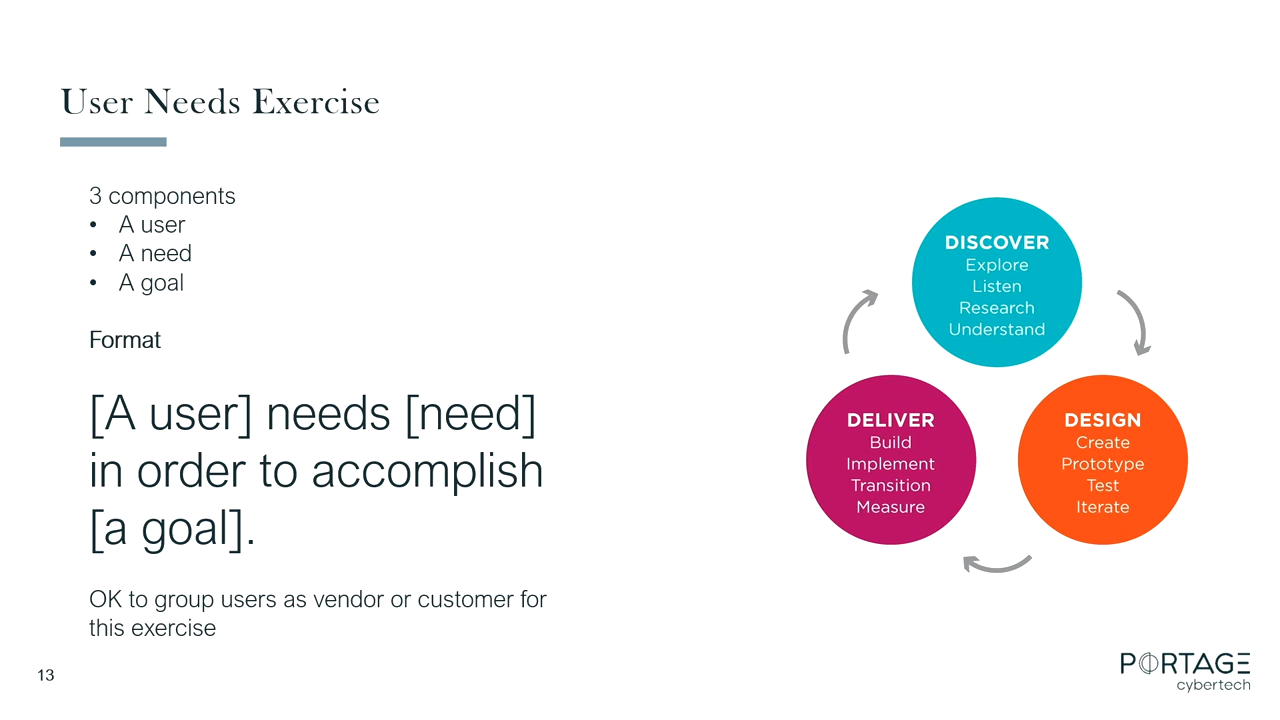 User Needs Exercise
3 components
• A user
• A need
• A goal
Format
[A user] needs [need]
in order to accomplish
[a goal].
OK to group users as vendor or customer for
this exercise
DISCOVER
Explore
Listen
Research
Understand
DESIGN
Create
Prototype
Test
Iterate
DELIVER
Build
Implement
Transition
Measure
13
PORTAGE
cybertech